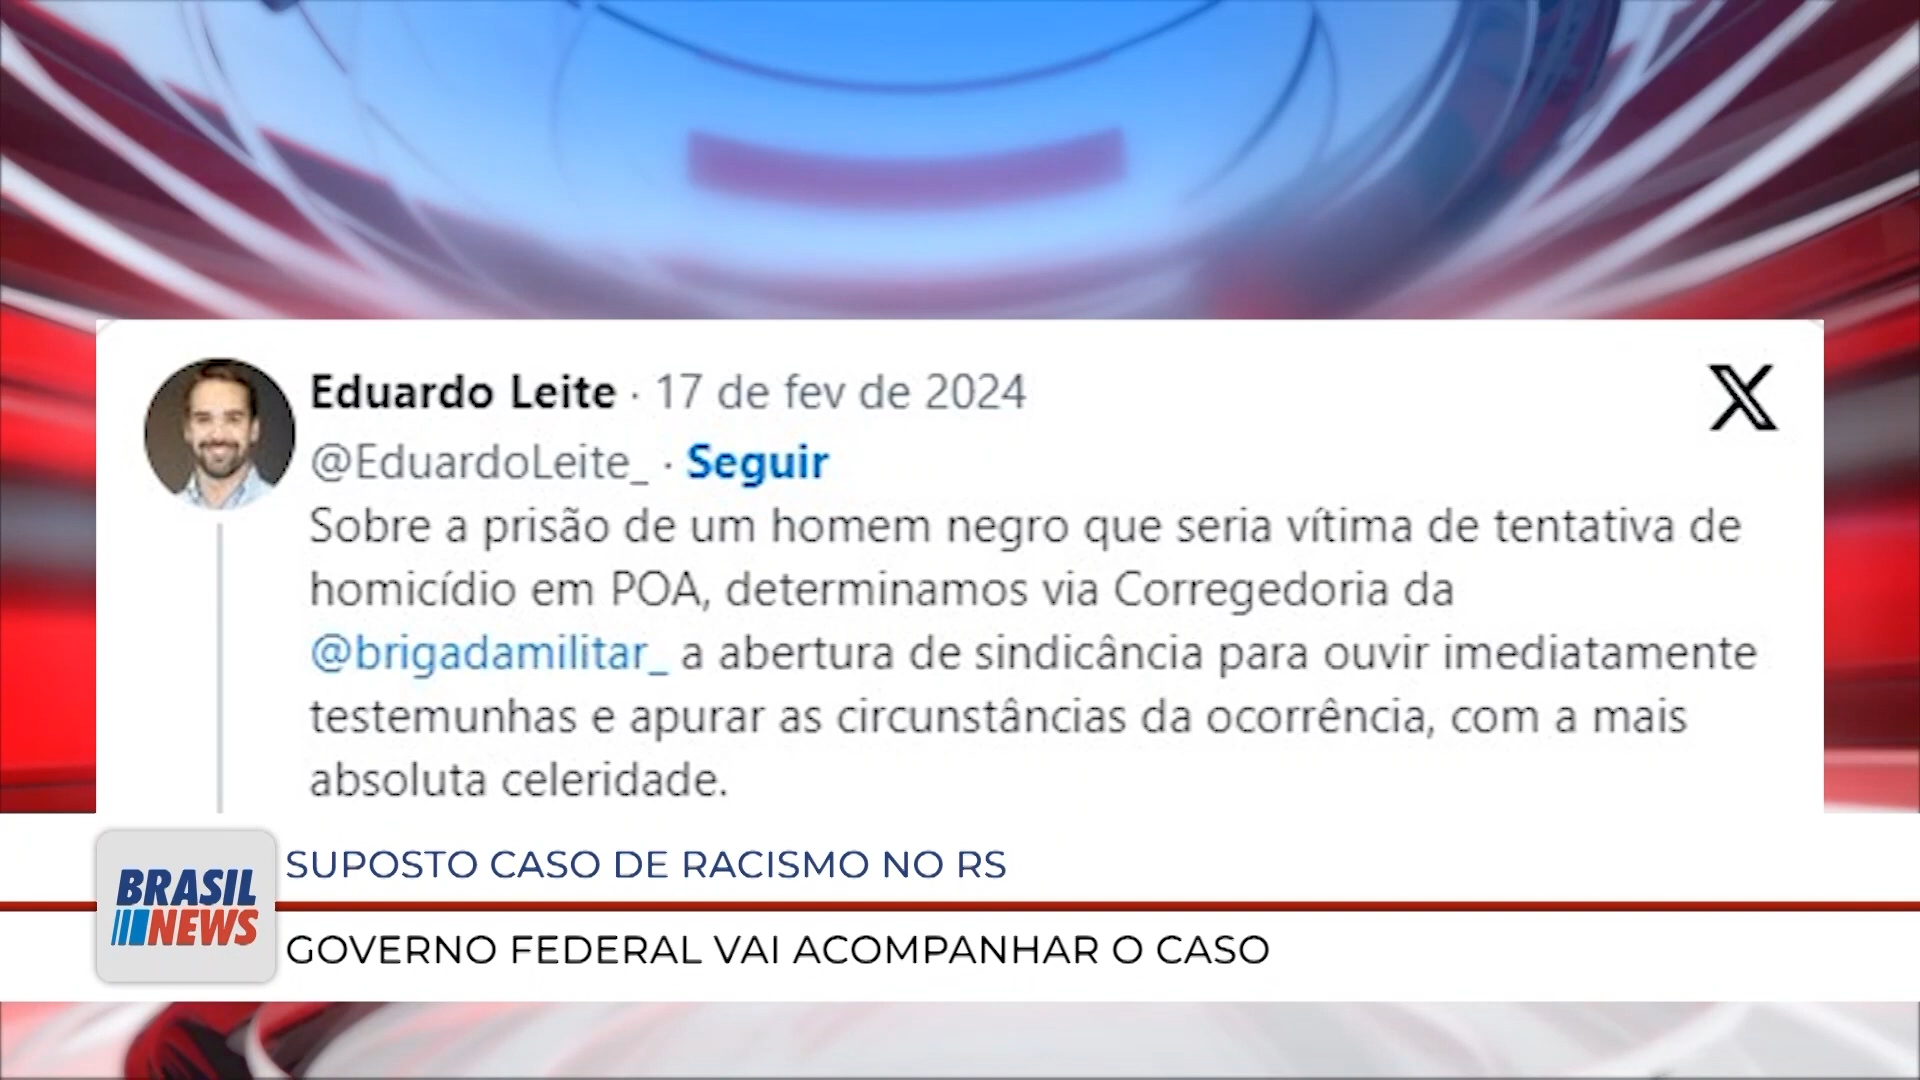 Eduardo Leite · 17 de fev de 2024
@EduardoLeite_ · Seguir
Sobre a prisão de um homem negro que seria vítima de tentativa de
homicídio em POA, determinamos via Corregedoria da
@brigadamilitar_ a abertura de sindicância para ouvir imediatamente
testemunhas e apurar as circunstâncias da ocorrência, com a mais
absoluta celeridade.
SUPOSTO CASO DE RACISMO NO RS
BRASIL
NEWS
GOVERNO FEDERAL VAI ACOMPANHAR O CASO